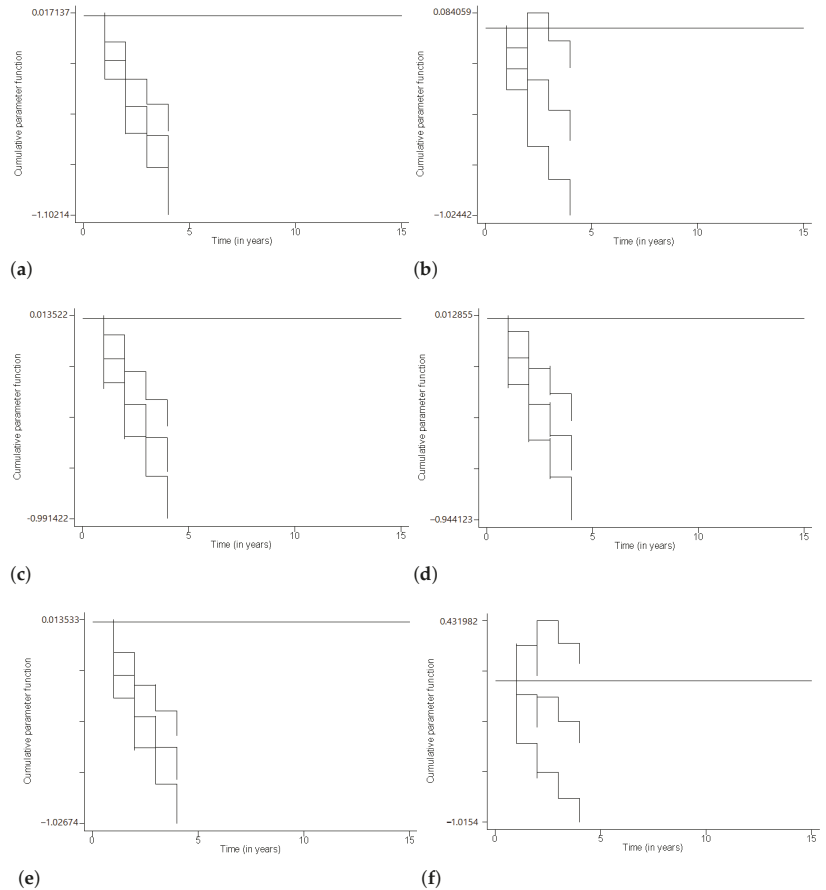 0.017137
Cumulative parameter function
−1.10214
0
5
10
15
Time (in years)
(a)
0.084059
Cumulative parameter function
−1.02442
0
5
10
15
Time (in years)
(b)
0.013522
Cumulative parameter function
-0.991422
0
5
10
15
Time (in years)
(c)
0.012855
Cumulative parameter function
-0.944123
0
5
10
15
Time (in years)
(d)
0.013533
Cumulative parameter function
−1.02674
0
5
10
15
Time (in years)
(e)
0.431982
Cumulative parameter function
−1.0154
0
5
10
15
Time (in years)
(f)